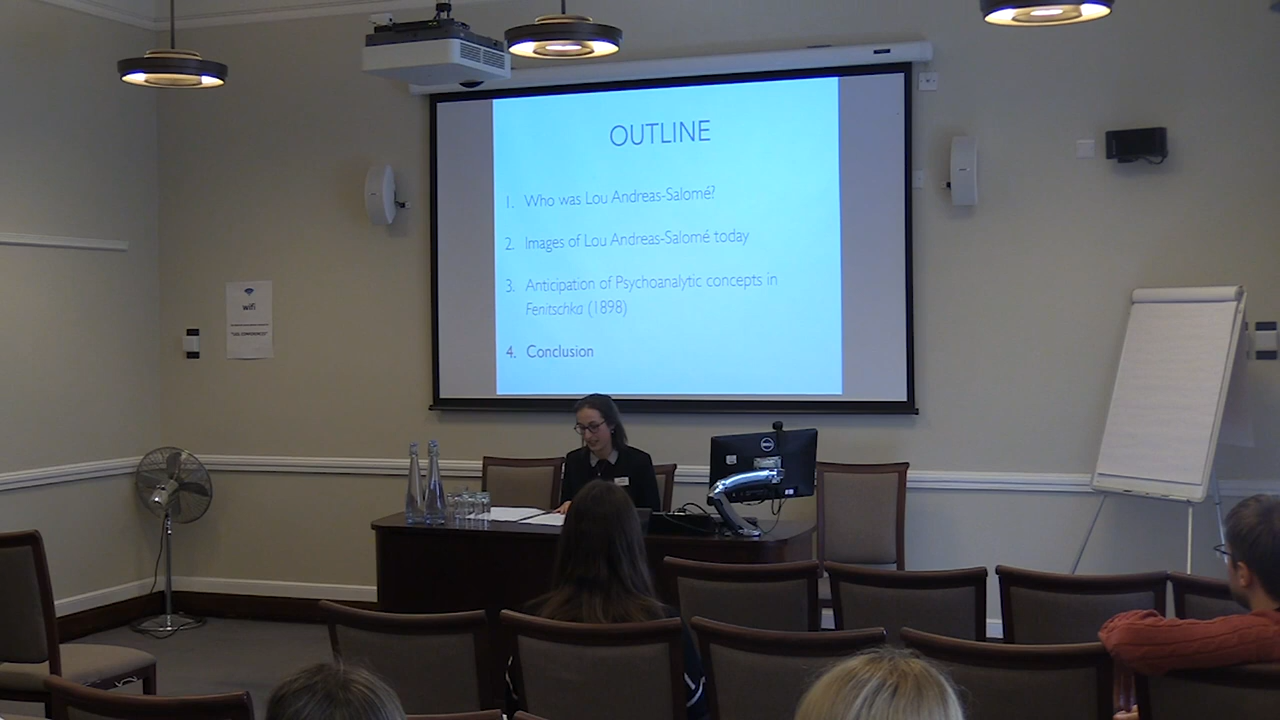 OUTLINE
1. Who was Lou Andreas-Salomé?
2. Images of Lou Andreas-Salomé today
3. Anticipation of Psychoanalytic concepts in
Fenitschka (1898)
4. Conclusion
wifi
DELL